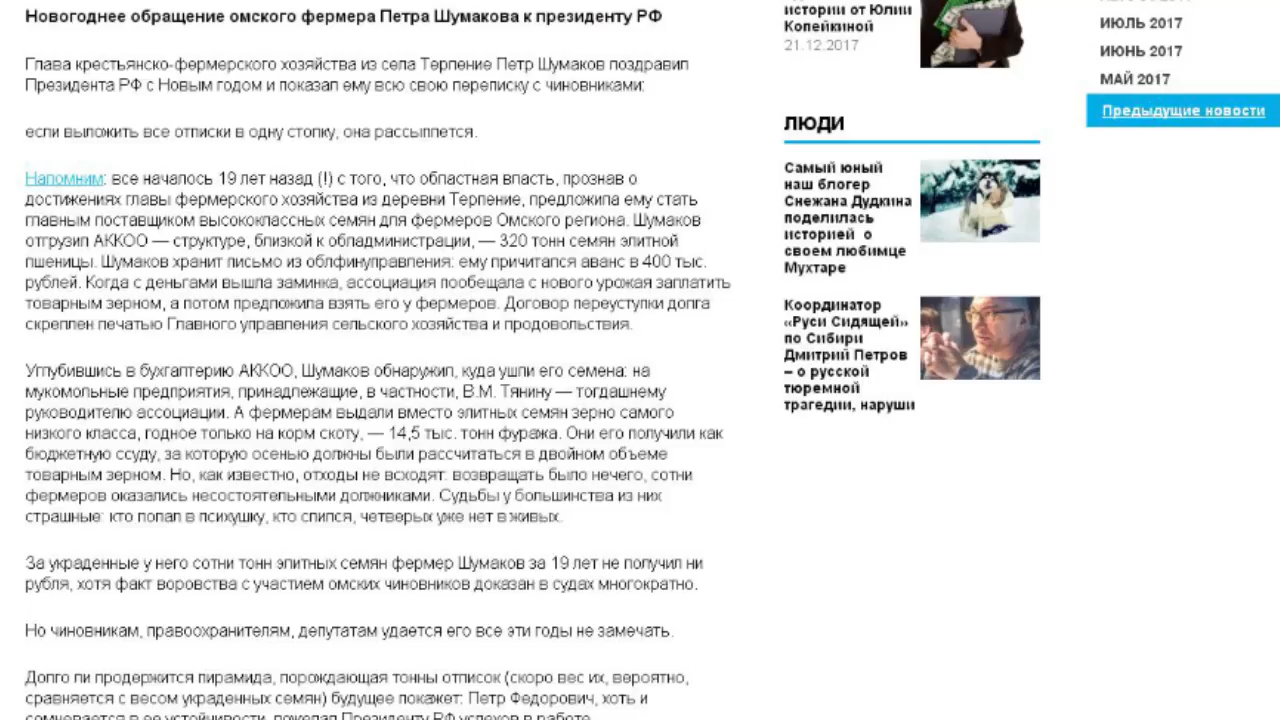 Новогоднее обращение омского фермера Петра Шумакова к президенту РФ
Глава крестьянско-фермерского хозяйства из села Терпение Петр Шумаков поздравил
Президента РФ с Новым годом и показал ему всю свою переписку с чиновниками:
если выложить все отписки в одну стопку, она рассыплется.
Напомним: все началось 19 лет назад (!) с того, что областная власть, прознав о
достижениях главы фермерского хозяйства из деревни Терпение, предложила ему стать
главным поставщиком высококлассных семян для фермеров Омского региона. Шумаков
отгрузил АККОО — структуре, близкой к обладминистрации, — 320 тонн семян элитной
пшеницы. Шумаков хранит письмо из облфинуправления: ему причитался аванс в 400 тыс.
рублей. Когда с деньгами вышла заминка, ассоциация пообещала с нового урожая заплатить
товарным зерном, а потом предложила взять его у фермеров. Договор переуступки долга
скреплен печатью Главного управления сельского хозяйства и продовольствия.
Углубившись в бухгалтерию АККОО, Шумаков обнаружил, куда ушли его семена: на
мукомольные предприятия, принадлежащие, в частности, В.М. Тянину — тогдашнему
руководителю ассоциации. А фермерам выдали вместо элитных семян зерно самого
низкого класса, годное только на корм скоту, — 14,5 тыс. тонн фуража. Они его получили как
бюджетную ссуду, за которую осенью должны были рассчитаться в двойном объеме
товарным зерном. Но, как известно, отходы не всходят: возвращать было нечего, сотни
фермеров оказались несостоятельными должниками. Судьбы у большинства из них
страшные: кто попал в психушку, кто спился, четверых уже нет в живых.
За украденные у него сотни тонн элитных семян фермер Шумаков за 19 лет не получил ни
рубля, хотя факт воровства с участием омских чиновников доказан в судах многократно.
Но чиновникам, правоохранителям, депутатам удается его все эти годы не замечать.
Долго ли продержится пирамида, порождающая тонны отписок (скоро вес их, вероятно,
сравняется с весом украденных семян) будущее покажет: Петр Федорович, хоть и
сомневается в ее устойчивости, пожелал Президенту РФ успехов в работе
истории от Юлии
Копейкиной
21.12.2017
ЛЮДИ
Самый юный
наш блогер
Снежана Дудкина
поделилась
историей о
своем любимце
Мухтаре
Координатор
«Руси Сидящей»
по Сибири
Дмитрий Петров
– о русской
тюремной
трагедии, наруши
ИЮЛЬ 2017
ИЮНЬ 2017
МАЙ 2017
Предыдущие новости